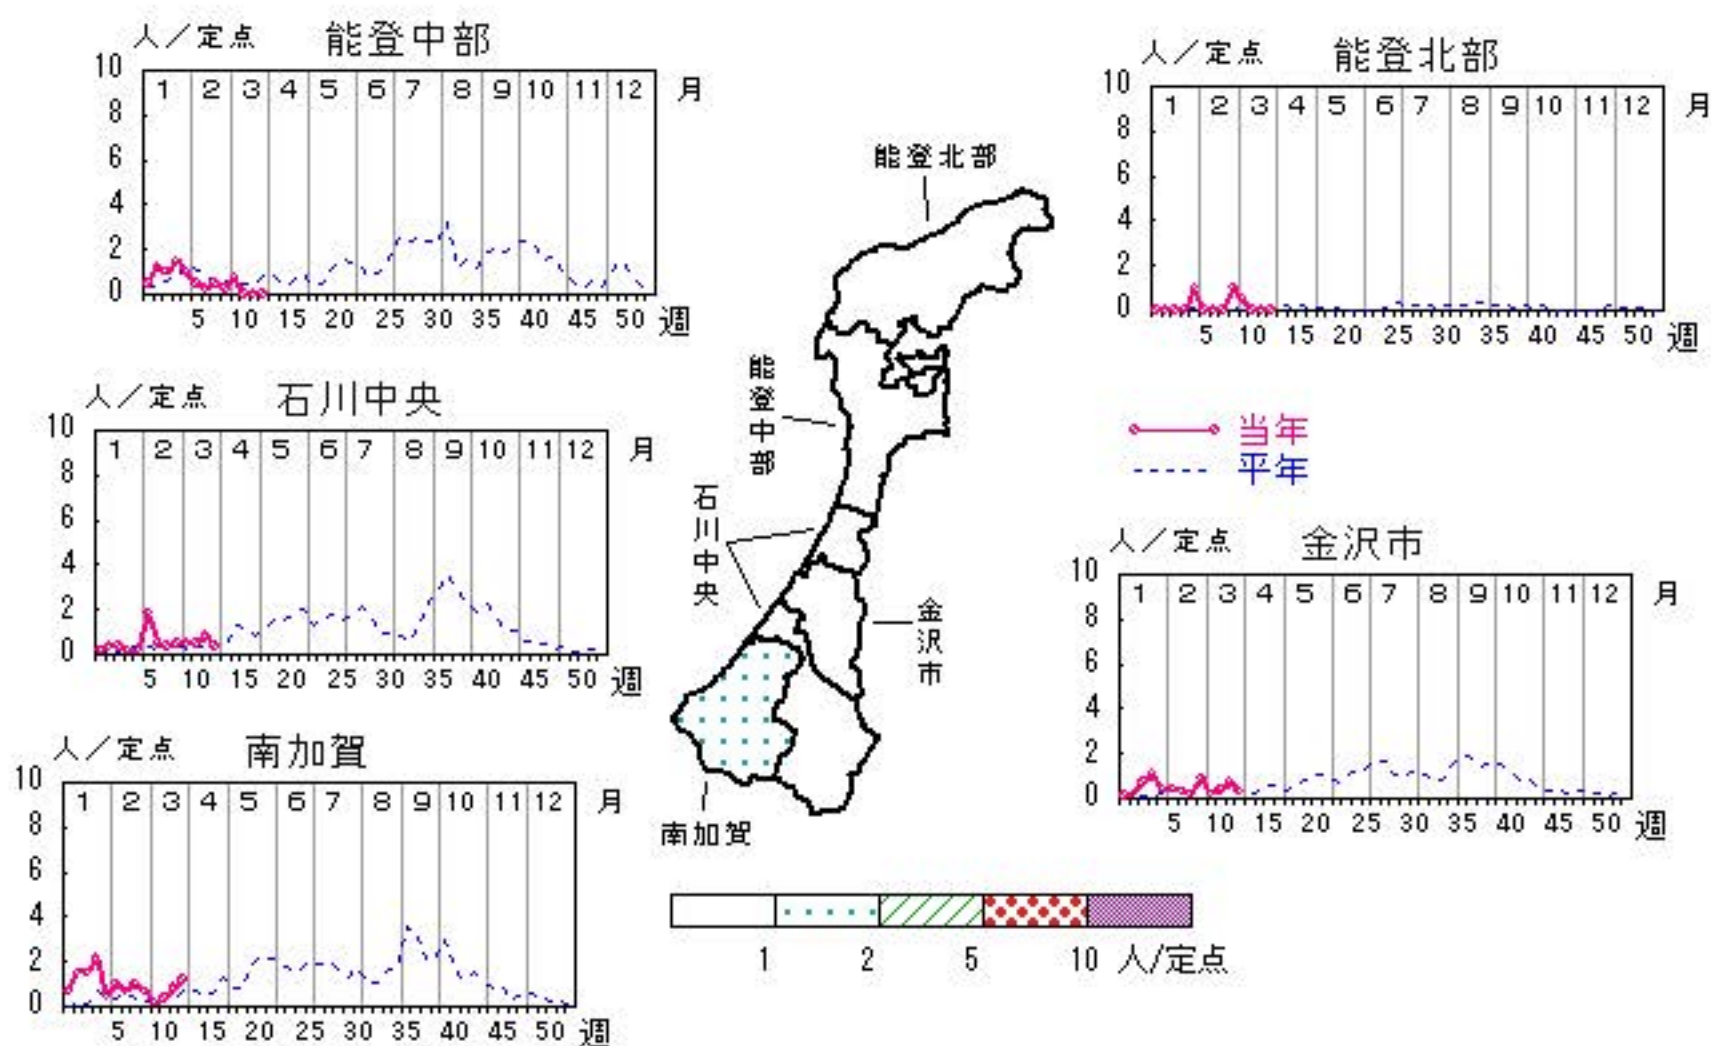 人／定点 能登中部
10 8 6 4 2 0
1 2 3 4 5 6 7 8 9 10 11 12 月
5 10 15 20 25 30 35 40 45 50 週
人／定点 能登北部
10 8 6 4 2 0
1 2 3 4 5 6 7 8 9 10 11 12 月
5 10 15 20 25 30 35 40 45 50 週
人／定点 石川中央
10 8 6 4 2 0
1 2 3 4 5 6 7 8 9 10 11 12 月
5 10 15 20 25 30 35 40 45 50 週
能登北部
能登中部
石川中央
金沢市
南加賀
当年
平年
人／定点 金沢市
10 8 6 4 2 0
1 2 3 4 5 6 7 8 9 10 11 12 月
5 10 15 20 25 30 35 40 45 50 週
人／定点 南加賀
10 8 6 4 2 0
1 2 3 4 5 6 7 8 9 10 11 12 月
5 10 15 20 25 30 35 40 45 50 週
1 2 5 10 人/定点